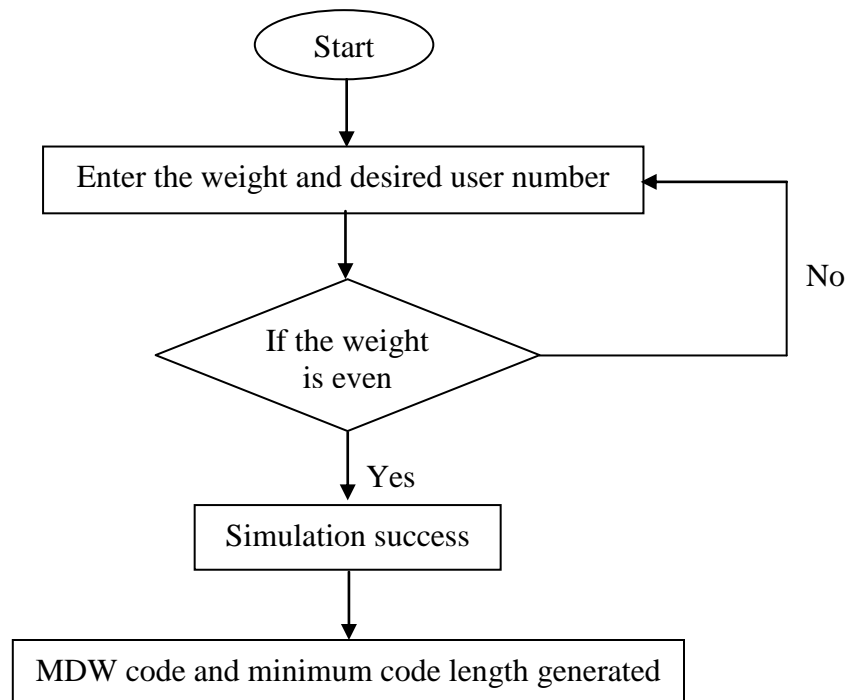 Start
Enter the weight and desired user number
No
If the weight
is even
Yes
Simulation success
MDW code and minimum code length generated